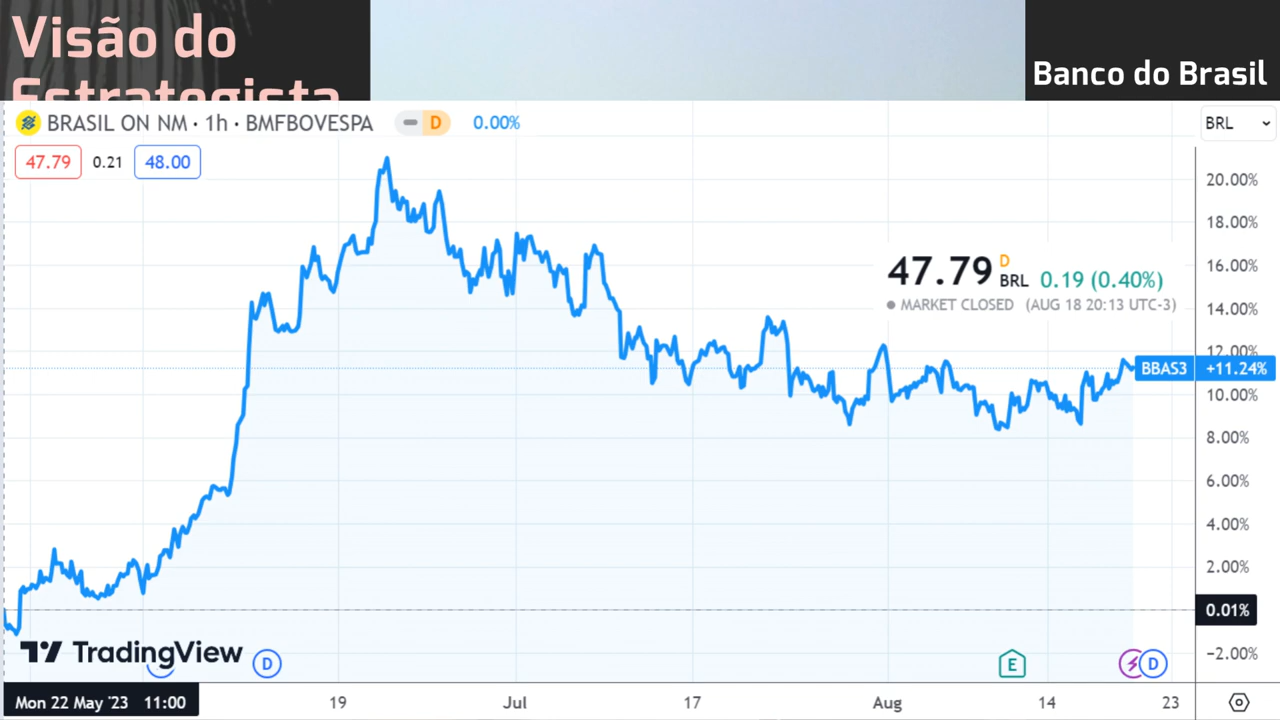 Visão do
Estrategista
Banco do Brasil
BRASIL ON NM · 1h · BMFBOVESPA
D
0.00%
BRL
47.79
0.21
48.00
20.00%
18.00%
16.00%
14.00%
12.00%
10.00%
8.00%
6.00%
4.00%
2.00%
0.01%
−2.00%
47.79 D BRL 0.19 (0.40%)
MARKET CLOSED (AUG 18 20:13 UTC-3)
BBAS3 +11.24%
TradingView
D
E
D
Mon 22 May '23 11:00
19
Jul
17
Aug
14
23